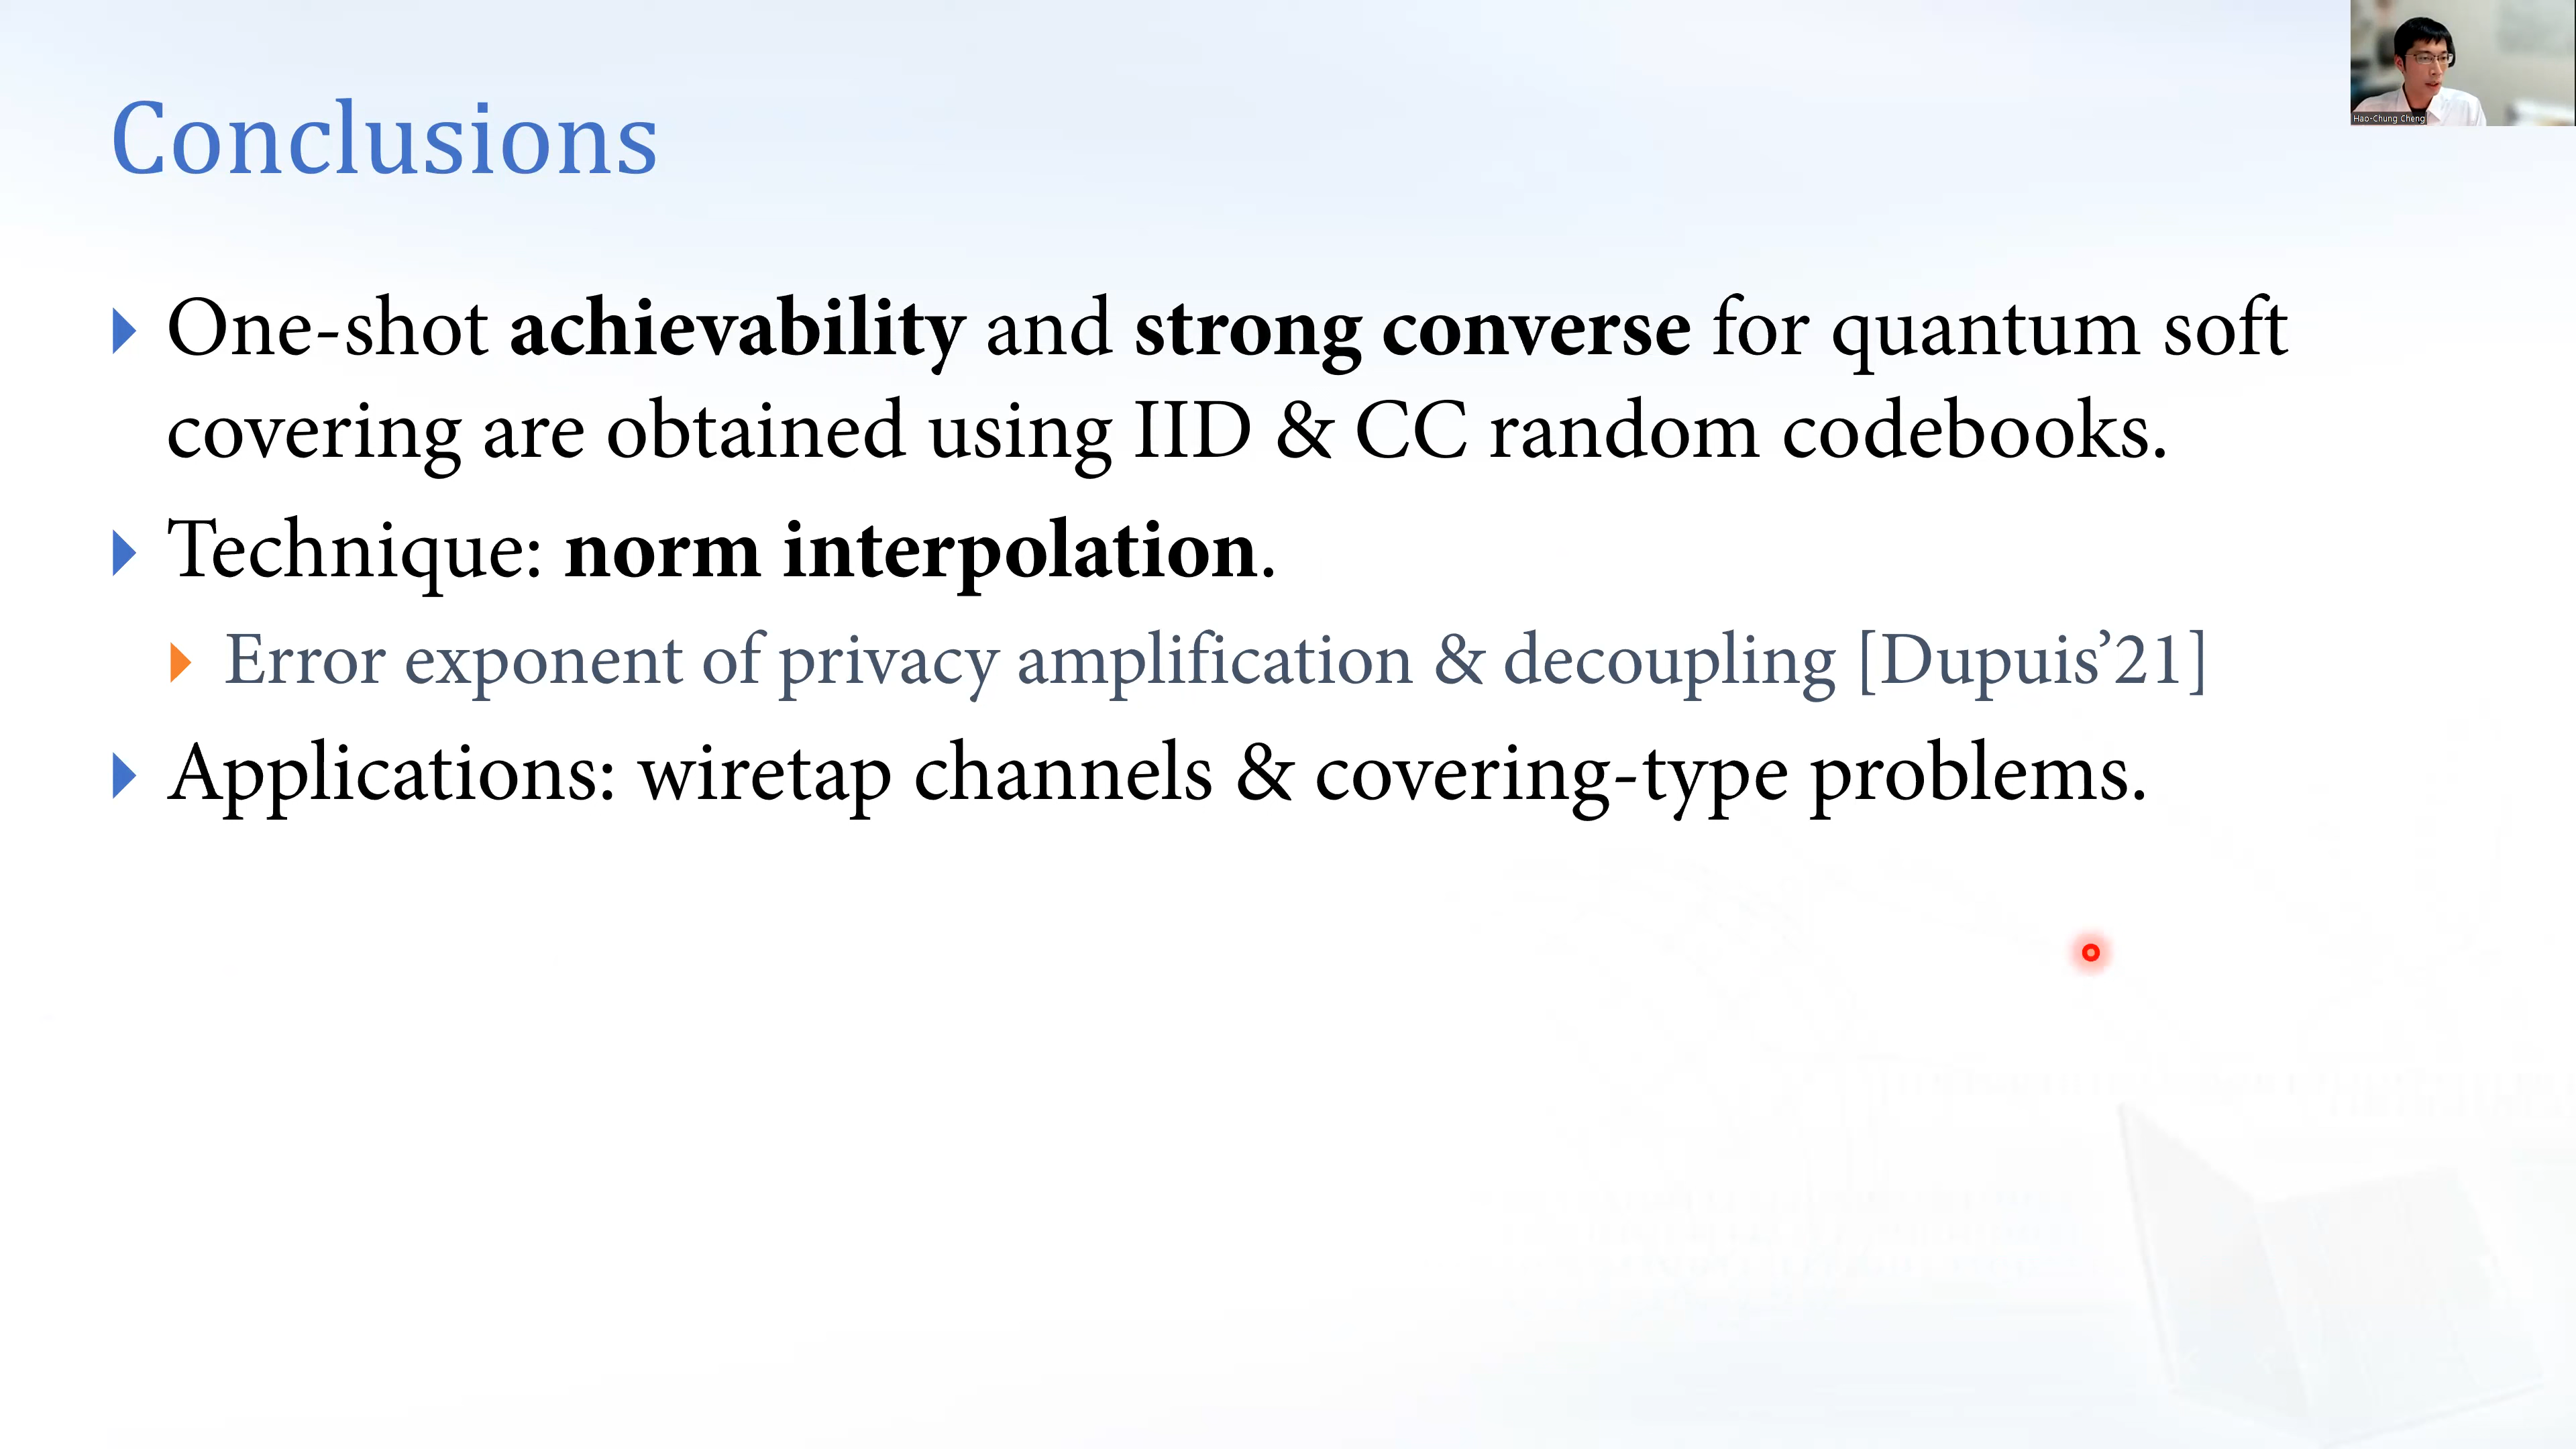 Conclusions
Hao-Chung Cheng
One-shot achievability and strong converse for quantum soft
covering are obtained using IID & CC random codebooks.
Technique: norm interpolation.
Error exponent of privacy amplification & decoupling [Dupuis’21]
Applications: wiretap channels & covering-type problems.